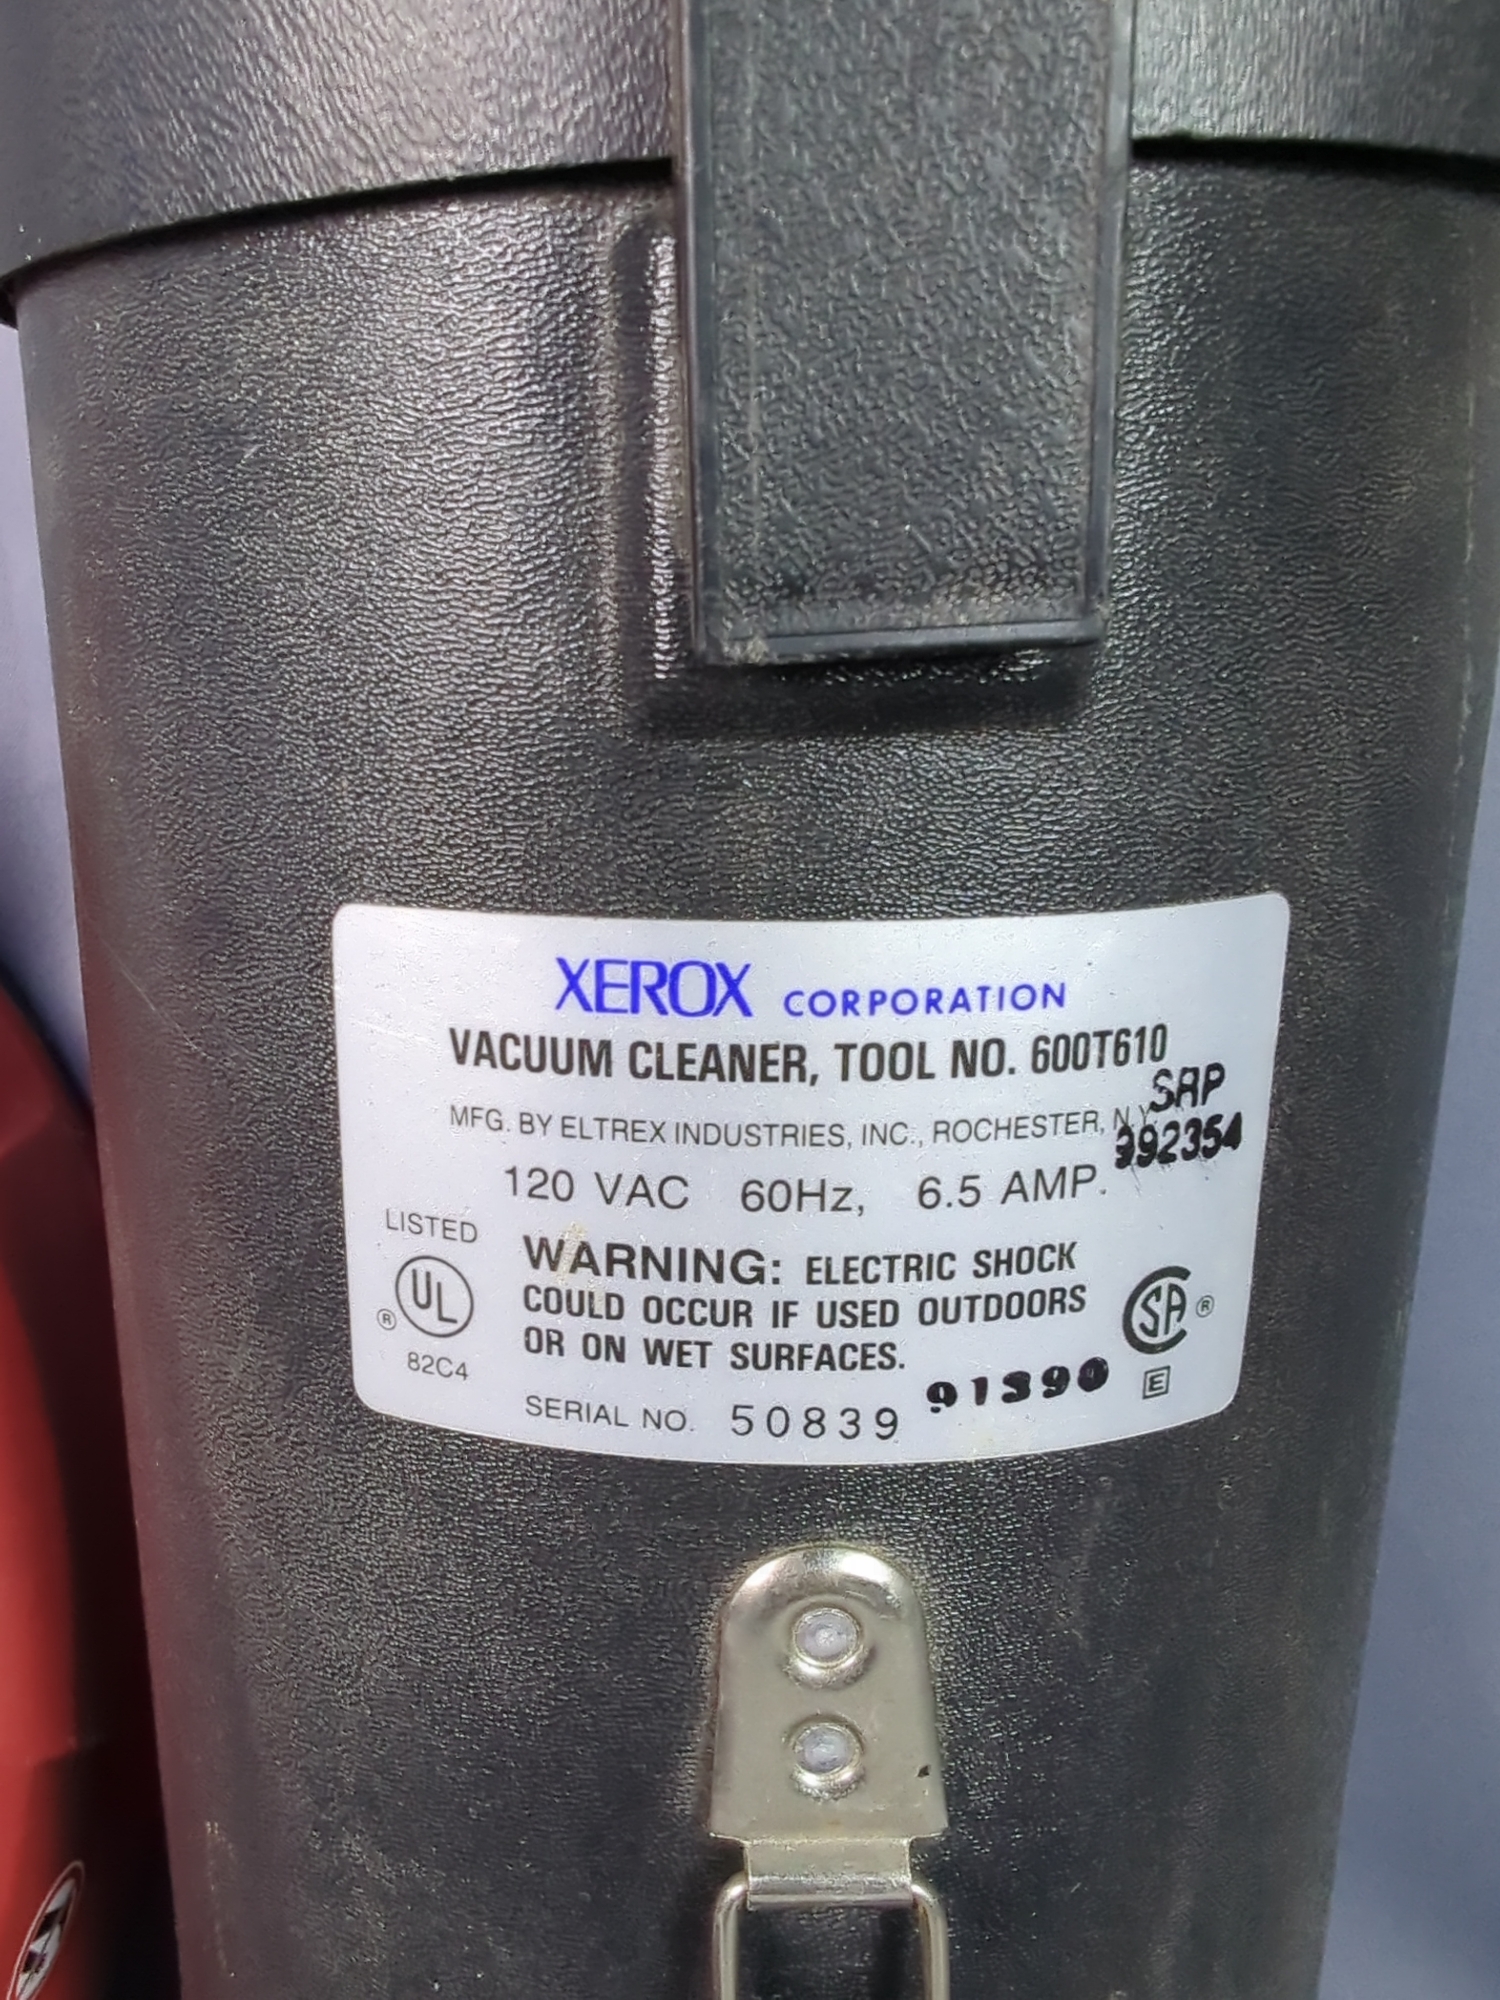 XEROX CORPORATION
VACUUM CLEANER, TOOL NO. 600T610
SRP
MFG. BY ELTREX INDUSTRIES, INC., ROCHESTER, N.Y.
992354
120 VAC 60Hz, 6.5 AMP.
LISTED
UL
®
82C4
WARNING: ELECTRIC SHOCK
COULD OCCUR IF USED OUTDOORS
OR ON WET SURFACES.
SA ®
E
SERIAL NO. 50839 91390